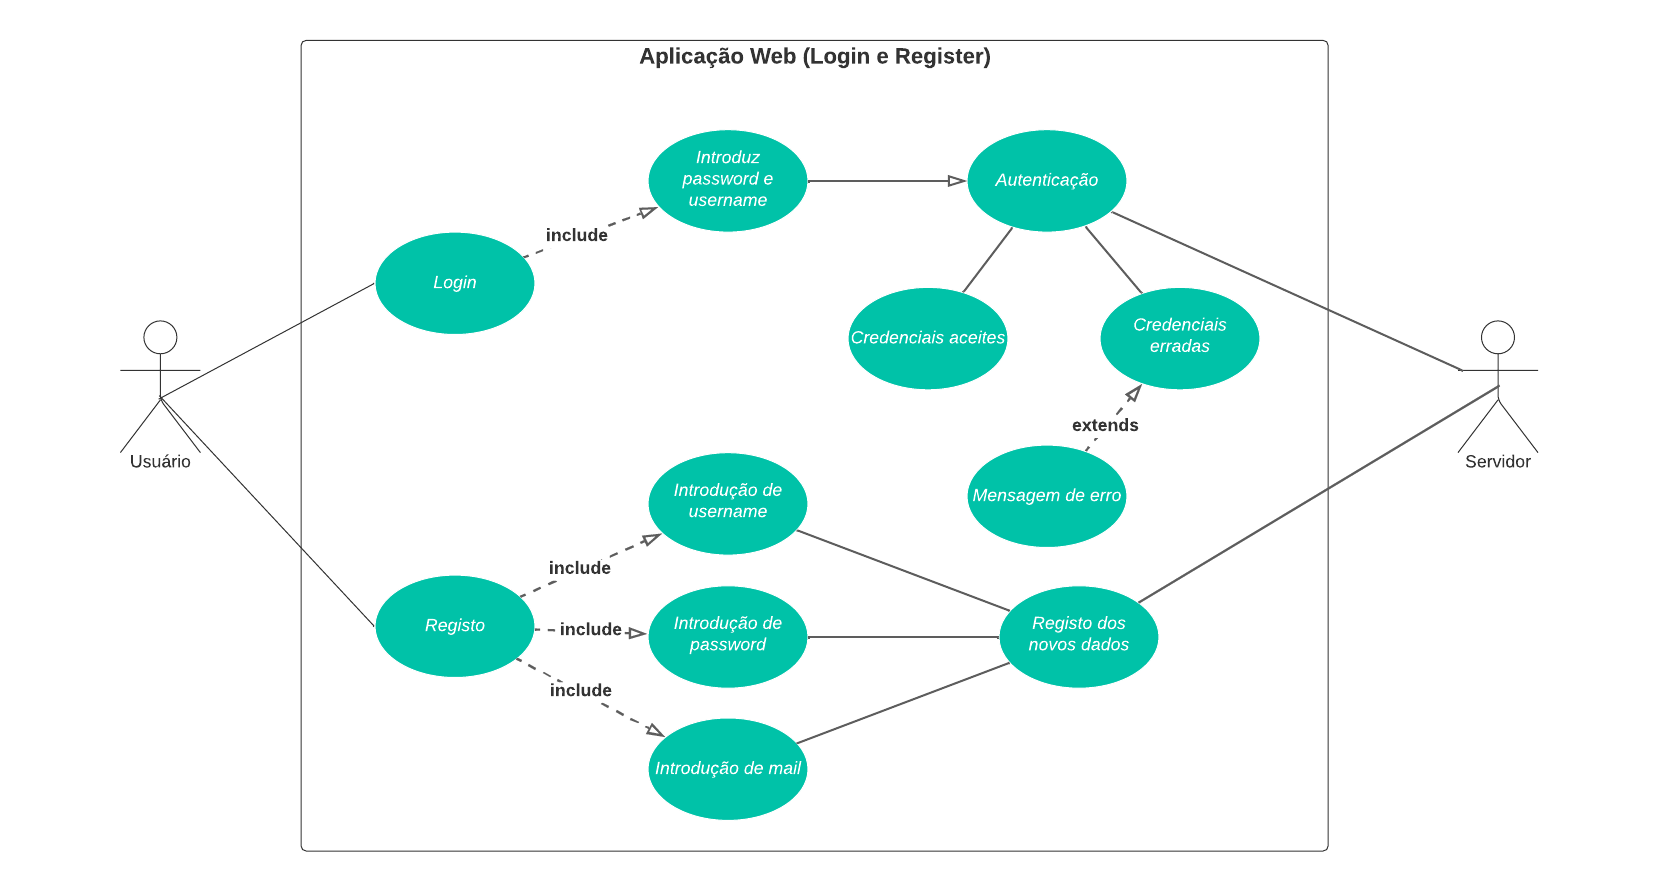 Aplicação Web (Login e Register)
Introduz
password e
username
Autenticação
include
Login
Credenciais aceites
Credenciais
erradas
extends
Usuário
Servidor
Mensagem de erro
Introdução de
username
include
Registo
include
Introdução de
password
Registo dos
novos dados
include
Introdução de mail